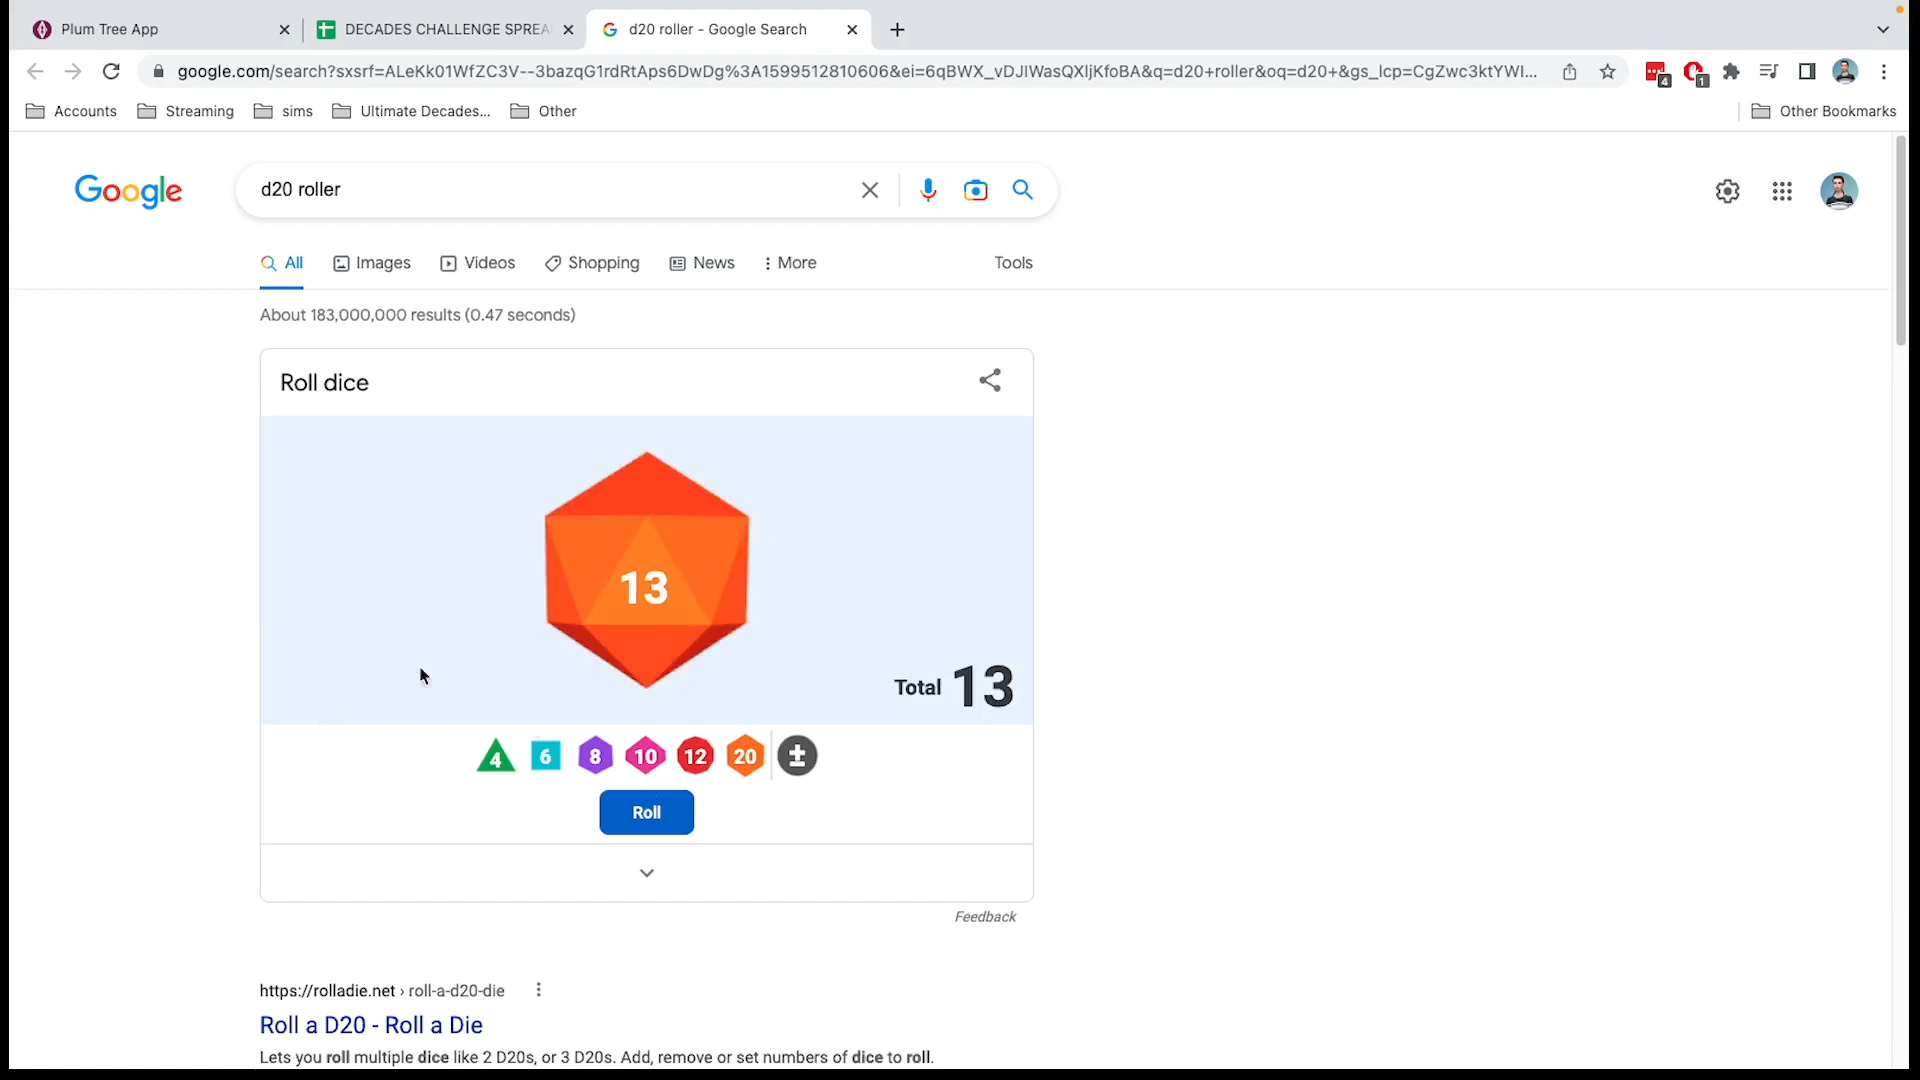 Plum Tree App
DECADES CHALLENGE SPREA
d20 roller - Google Search
google.com/search?sxsrf=ALeKk01WfZC3V--3bazqG1rdRtAps6DwDg%3A1599512810606&ei=6qBWX_vDJIWasQXljKfoBA&q=d20+roller&oq=d20+&gs_lcp=CgZwc3ktYWI...
4
1
Accounts
Streaming
sims
Ultimate Decades...
Other
Other Bookmarks
Google
d20 roller
All
Images
Videos
Shopping
News
More
Tools
About 183,000,000 results (0.47 seconds)
Roll dice
13
Total 13
4
6
8
10
12
20
±
Roll
Feedback
https://rolladie.net › roll-a-d20-die
Roll a D20 - Roll a Die
Lets you roll multiple dice like 2 D20s, or 3 D20s. Add, remove or set numbers of dice to roll.